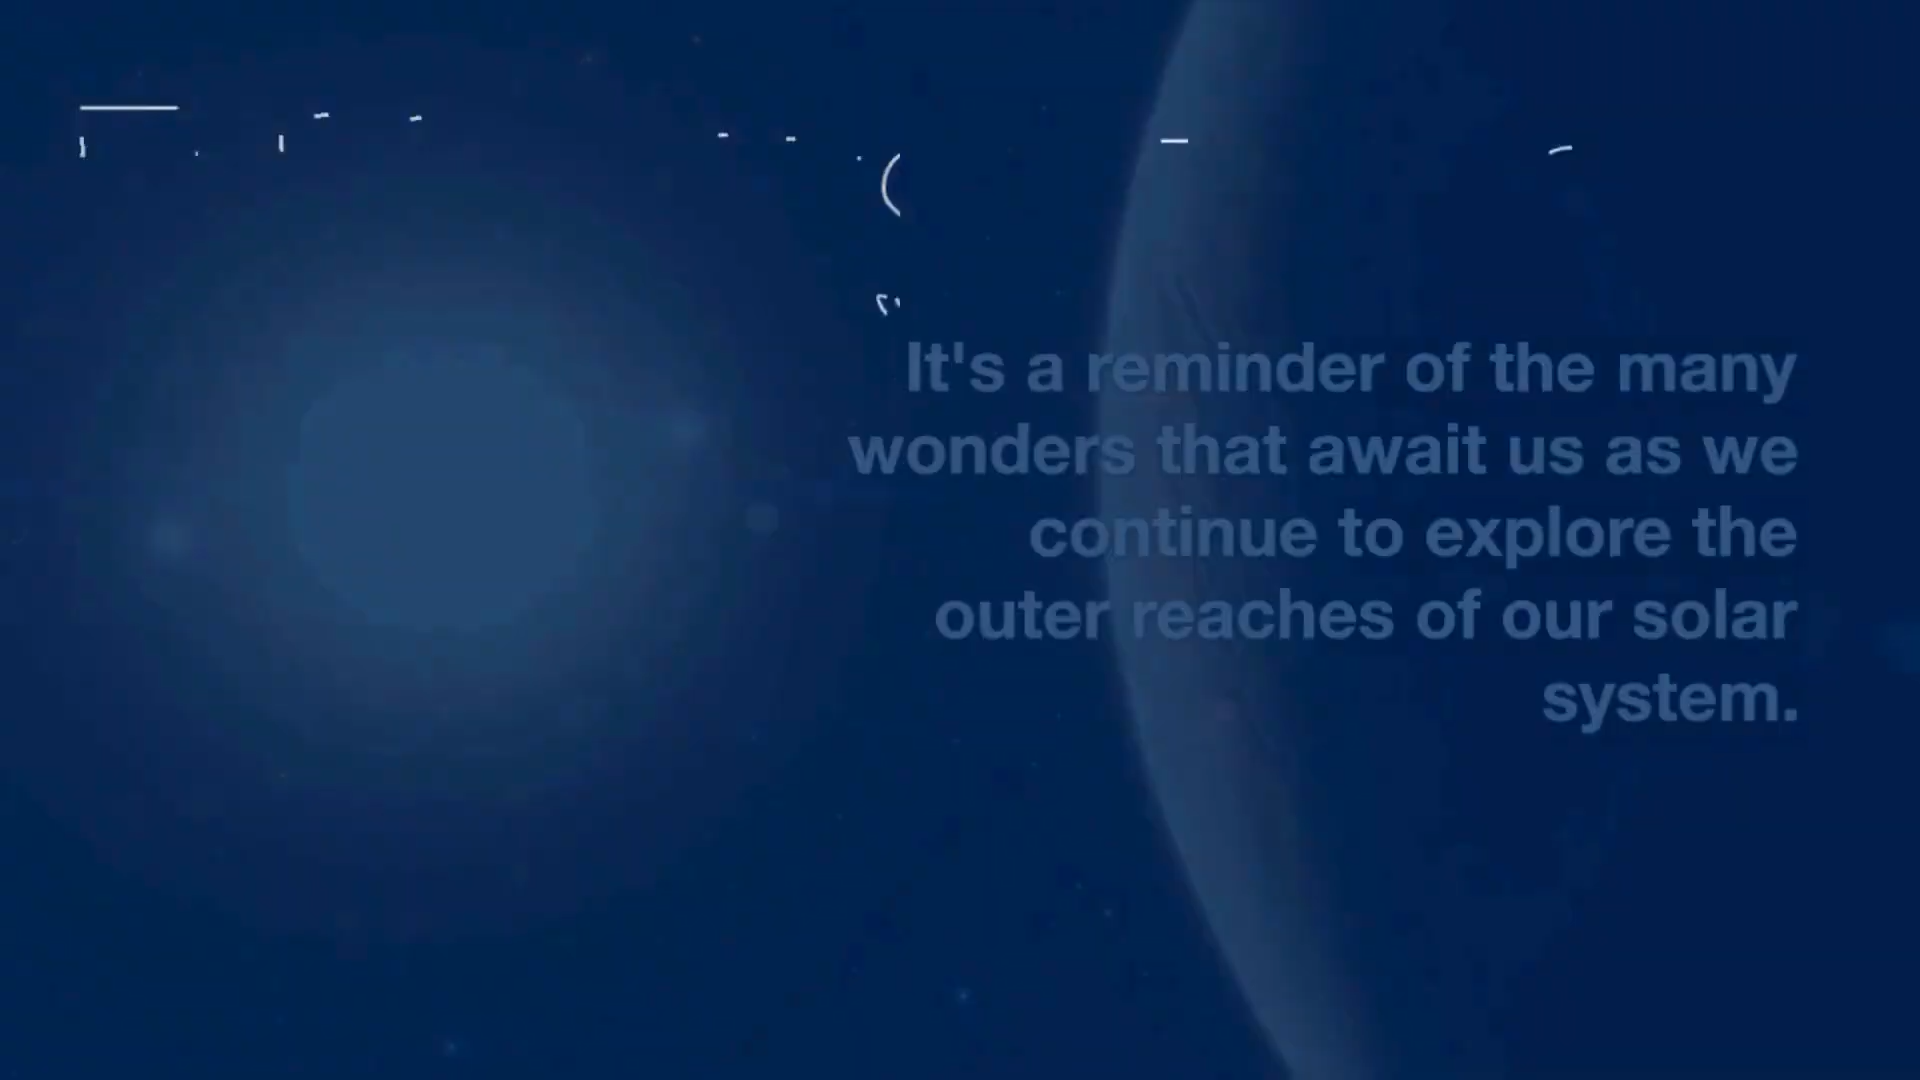 It's a reminder of the many
wonders that await us as we
continue to explore the
outer reaches of our solar
system.